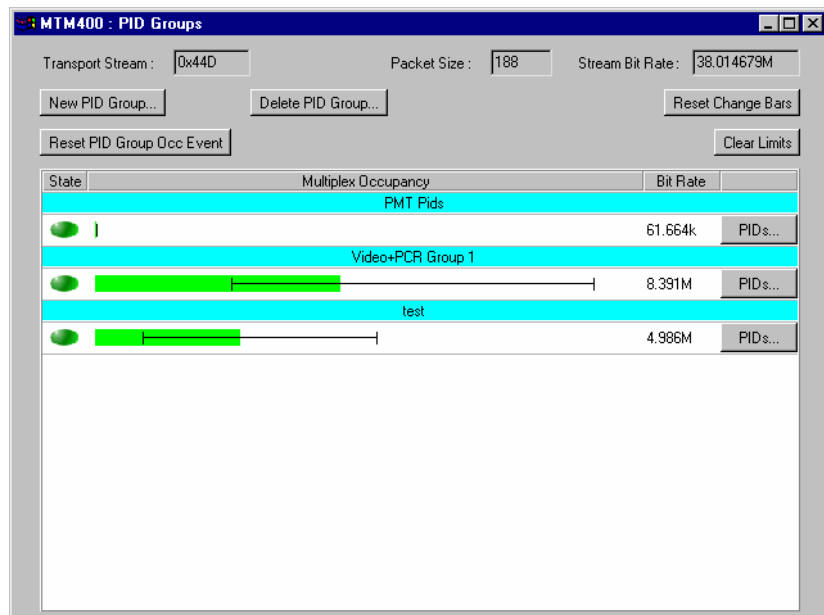 MTM400 : PID Groups
Transport Stream : 0x44D Packet Size : 188 Stream Bit Rate : 38.014679M
New PID Group... Delete PID Group... Reset Change Bars
Reset PID Group Occ Event Clear Limits
State Multiplex Occupancy Bit Rate
PMT Pids
61.664k PIDs...
Video+PCR Group 1
8.391M PIDs...
test
4.986M PIDs...